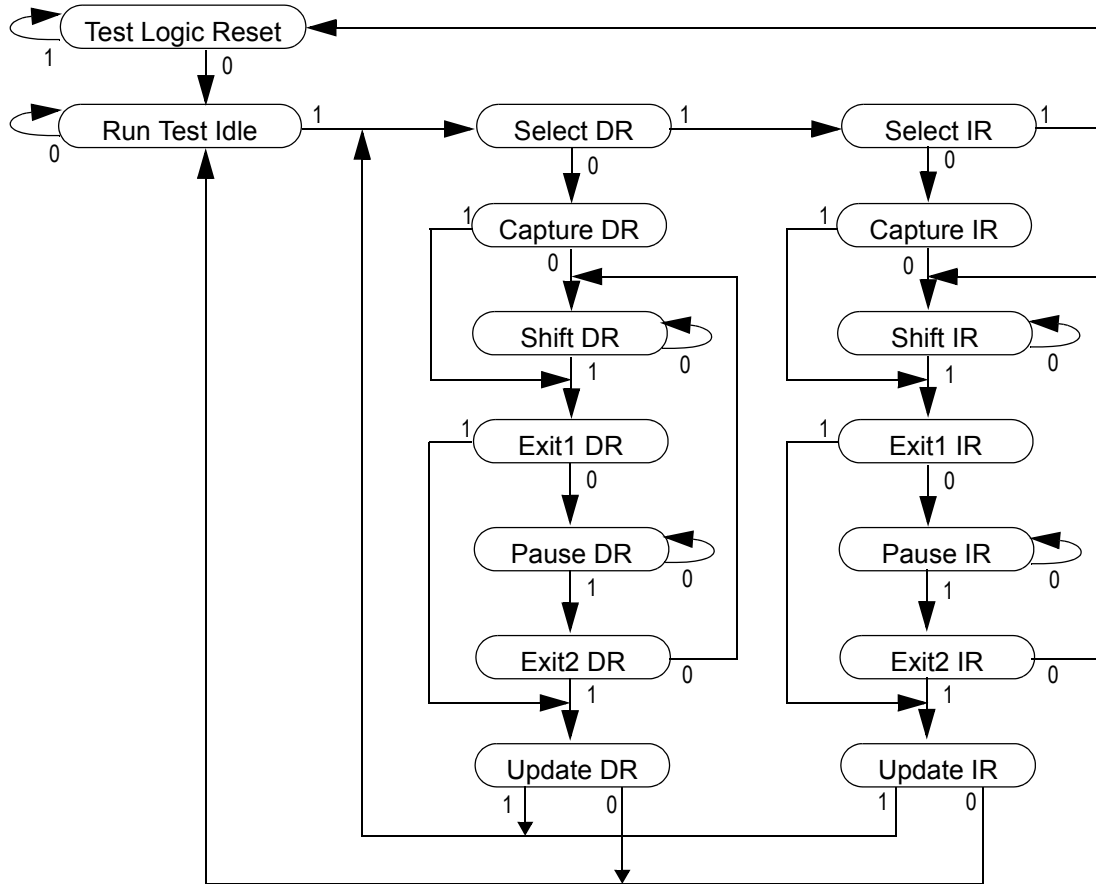 Test Logic Reset
1
0
Run Test Idle
0
1
Select DR
1
0
Select IR
1
0
1
Capture DR
0
1
Capture IR
0
Shift DR
0
1
Shift IR
0
1
1
Exit1 DR
0
1
Exit1 IR
0
Pause DR
0
1
Pause IR
0
1
Exit2 DR
0
1
Exit2 IR
0
1
Update DR
1
0
Update IR
1
0